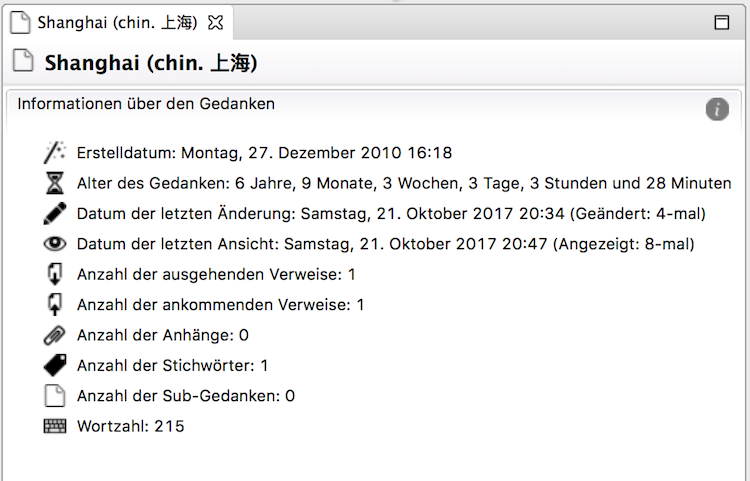 Shanghai (chin. 上海)
Shanghai (chin. 上海)
Informationen über den Gedanken
Erstelldatum: Montag, 27. Dezember 2010 16:18
Alter des Gedanken: 6 Jahre, 9 Monate, 3 Wochen, 3 Tage, 3 Stunden und 28 Minuten
Datum der letzten Änderung: Samstag, 21. Oktober 2017 20:34 (Geändert: 4-mal)
Datum der letzten Ansicht: Samstag, 21. Oktober 2017 20:47 (Angezeigt: 8-mal)
Anzahl der ausgehenden Verweise: 1
Anzahl der ankommenden Verweise: 1
Anzahl der Anhänge: 0
Anzahl der Stichwörter: 1
Anzahl der Sub-Gedanken: 0
Wortzahl: 215